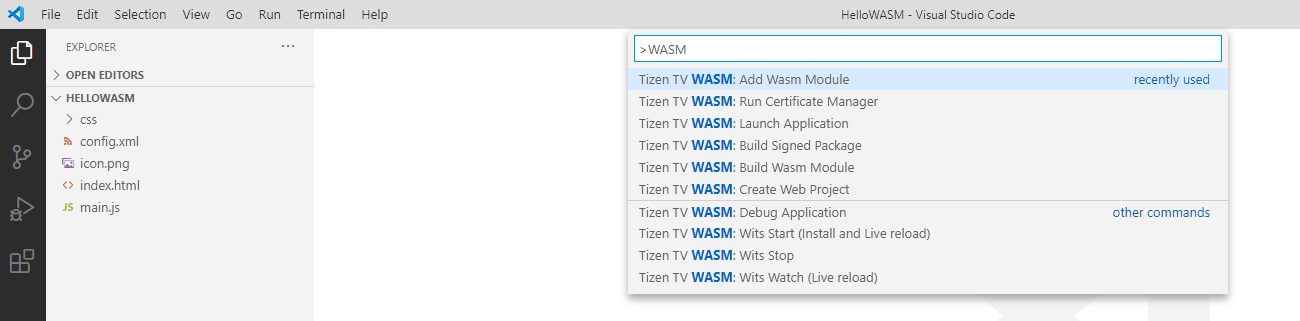 File Edit Selection View Go Run Terminal Help HelloWASM - Visual Studio Code
EXPLORER ···
OPEN EDITORS
HELLOWASM
css
config.xml
icon.png
<> index.html
JS main.js
>WASM
Tizen TV WASM: Add Wasm Module recently used
Tizen TV WASM: Run Certificate Manager
Tizen TV WASM: Launch Application
Tizen TV WASM: Build Signed Package
Tizen TV WASM: Build Wasm Module
Tizen TV WASM: Create Web Project
Tizen TV WASM: Debug Application other commands
Tizen TV WASM: Wits Start (Install and Live reload)
Tizen TV WASM: Wits Stop
Tizen TV WASM: Wits Watch (Live reload)